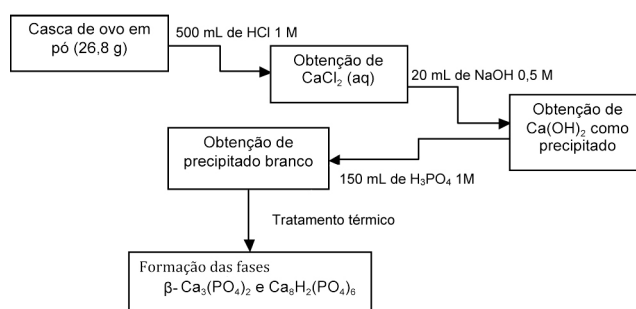 Casca de ovo em
pó (26,8 g)
500 mL de HCl 1 M
Obtenção de
CaCl₂ (aq)
20 mL de NaOH 0,5 M
Obtenção de
Ca(OH)₂ como
precipitado
150 mL de H₃PO₄ 1M
Obtenção de
precipitado branco
Tratamento térmico
Formação das fases
β- Ca₃(PO₄)₂ e Ca₈H₂(PO₄)₆